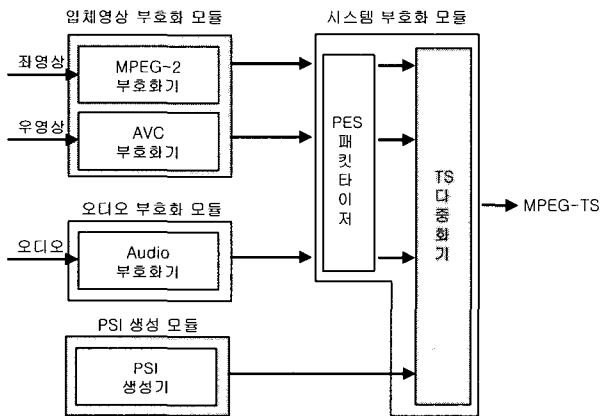 입체영상 부호화 모듈
시스템 부호화 모듈
좌영상
MPEG-2
부호화기
우영상
AVC
부호화기
PES
패
킷
타
이
저
TS
다
중
화
기
MPEG-TS
오디오 부호화 모듈
오디오
Audio
부호화기
PSI 생성 모듈
PSI
생성기